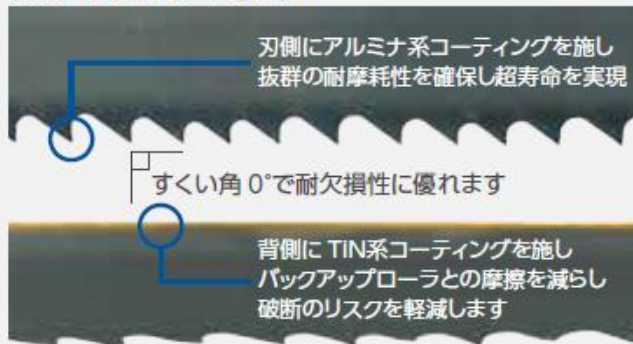 刃側にアルミナ系コーティングを施し
抜群の耐摩耗性を確保し超寿命を実現
すくい角 0°で耐欠損性に優れます
背側に TIN系コーティングを施し
バックアップローラとの摩擦を減らし
破断のリスクを軽減します